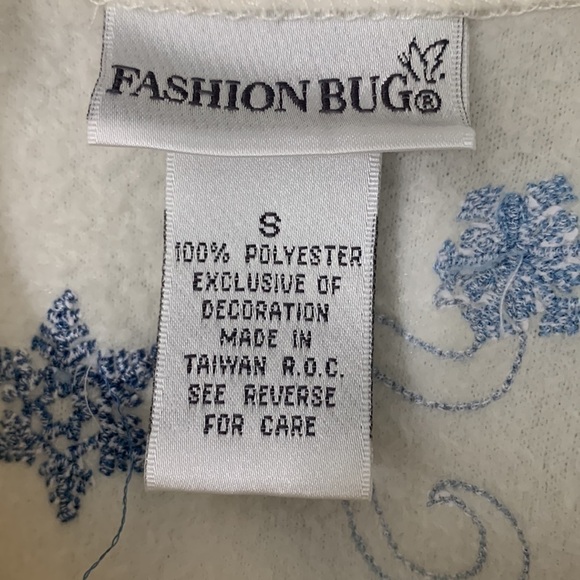 FASHION BUG®
S
100% POLYESTER
EXCLUSIVE OF
DECORATION
MADE IN
TAIWAN R.O.C.
SEE REVERSE
FOR CARE